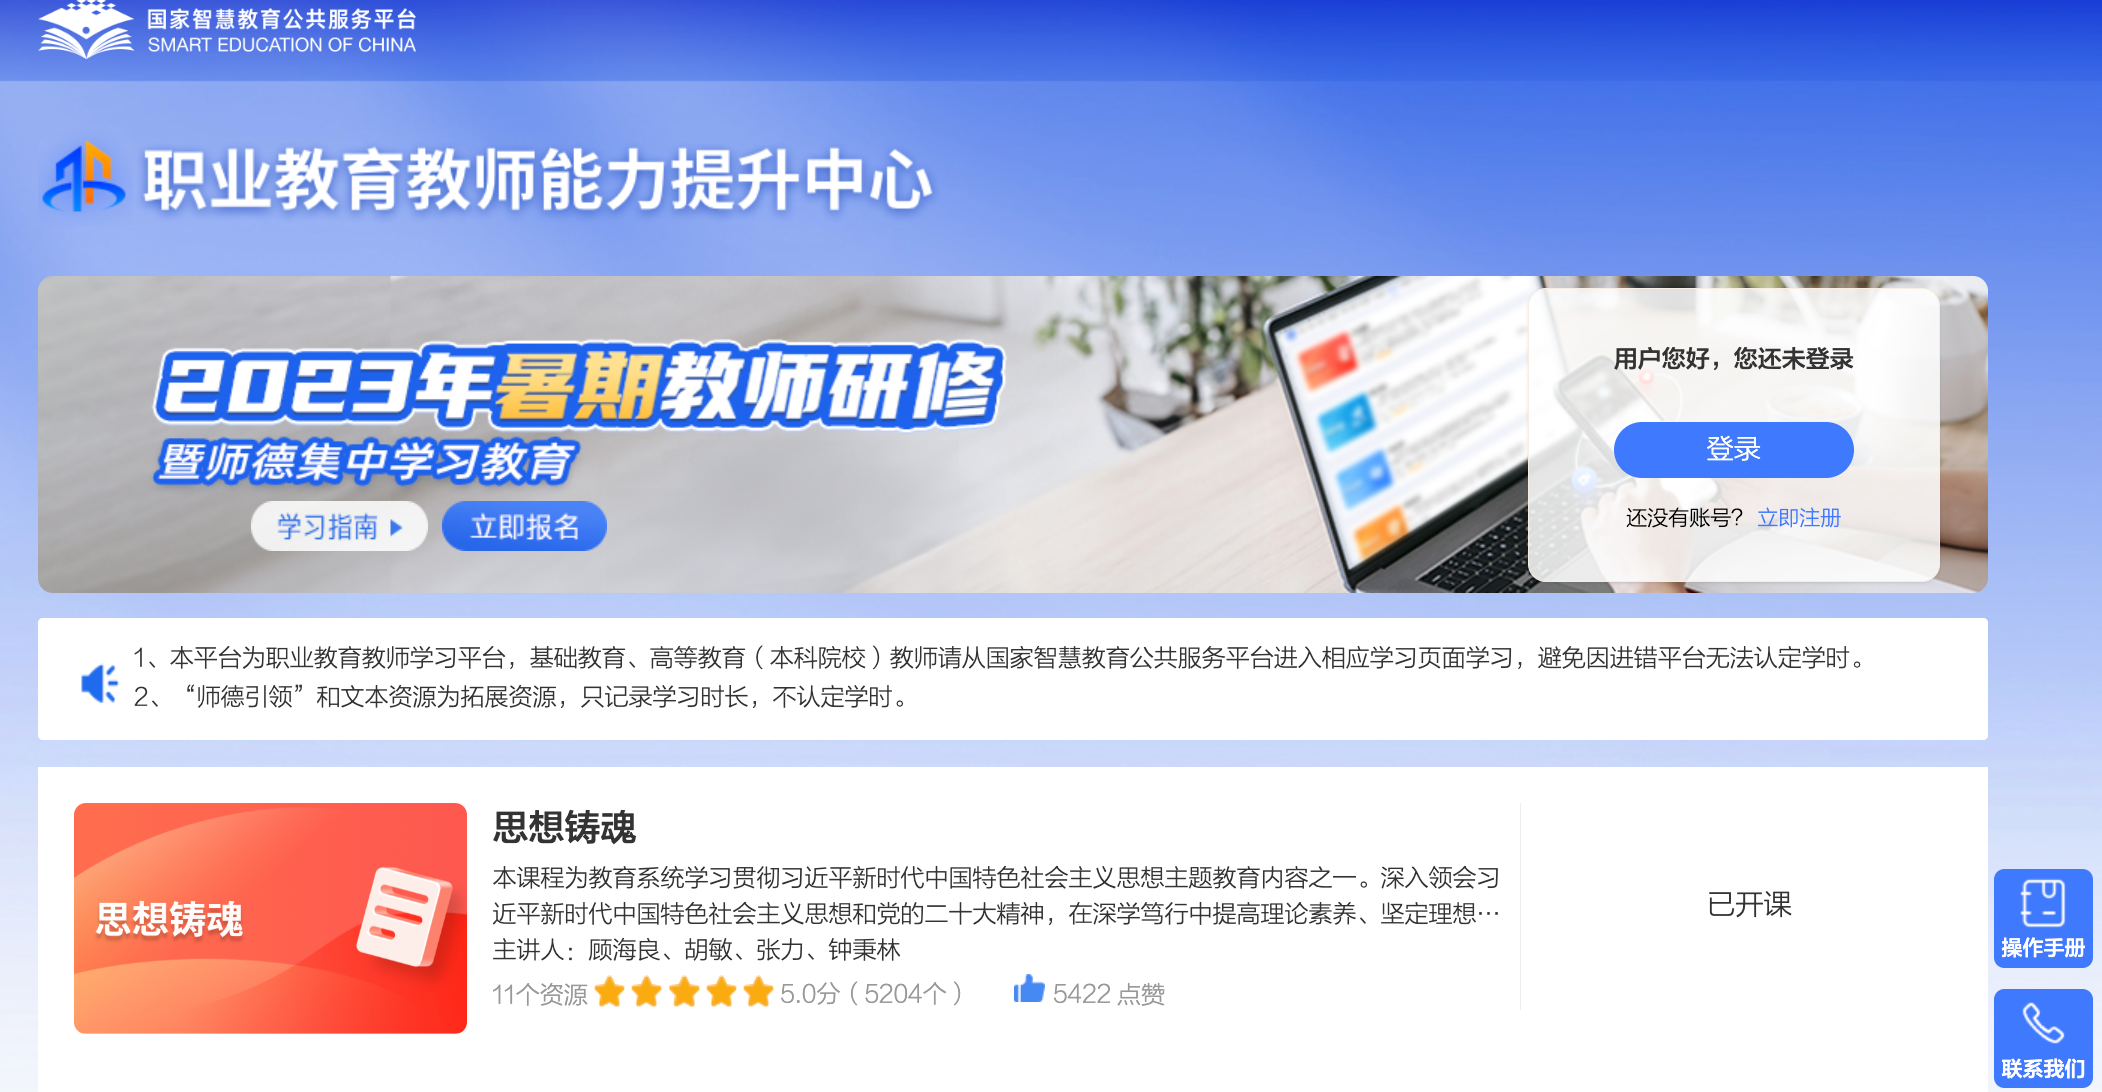 国家智慧教育公共服务平台
SMART EDUCATION OF CHINA
职业教育教师能力提升中心
2023年暑期教师研修
暨师德集中学习教育
学习指南
立即报名
用户您好，您还未登录
登录
还没有账号？ 立即注册
1、本平台为职业教育教师学习平台，基础教育、高等教育（本科院校）教师请从国家智慧教育公共服务平台进入相应学习页面学习，避免因进错平台无法认定学时。
2、“师德引领”和文本资源为拓展资源，只记录学习时长，不认定学时。
思想铸魂
思想铸魂
本课程为教育系统学习贯彻习近平新时代中国特色社会主义思想主题教育内容之一。深入领会习
近平新时代中国特色社会主义思想和党的二十大精神，在深学笃行中提高理论素养、坚定理想…
主讲人：顾海良、胡敏、张力、钟秉林
11个资源 5.0分（5204个） 5422 点赞
已开课
操作手册
联系我们